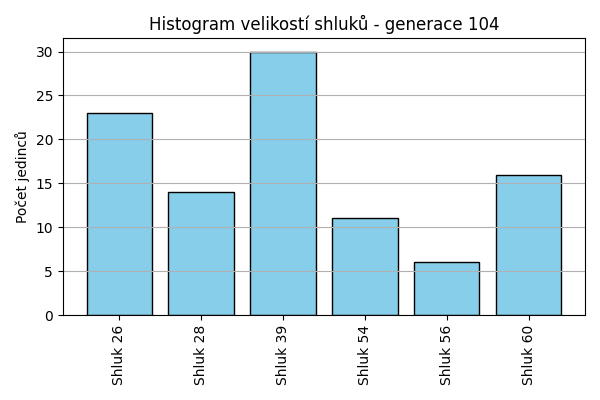 Histogram velikostí shluků - generace 104
Počet jedinců
30
25
20
15
10
5
0
Shluk 26
Shluk 28
Shluk 39
Shluk 54
Shluk 56
Shluk 60